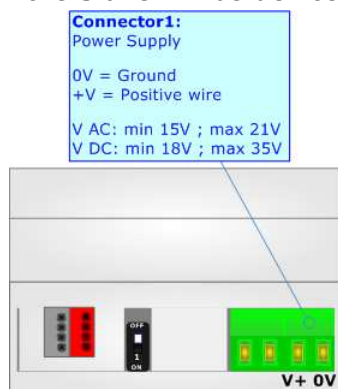 Connector1:
Power Supply
0V = Ground
+V = Positive wire
V AC: min 15V ; max 21V
V DC: min 18V ; max 35V
OFF
1
ON
V+ 0V